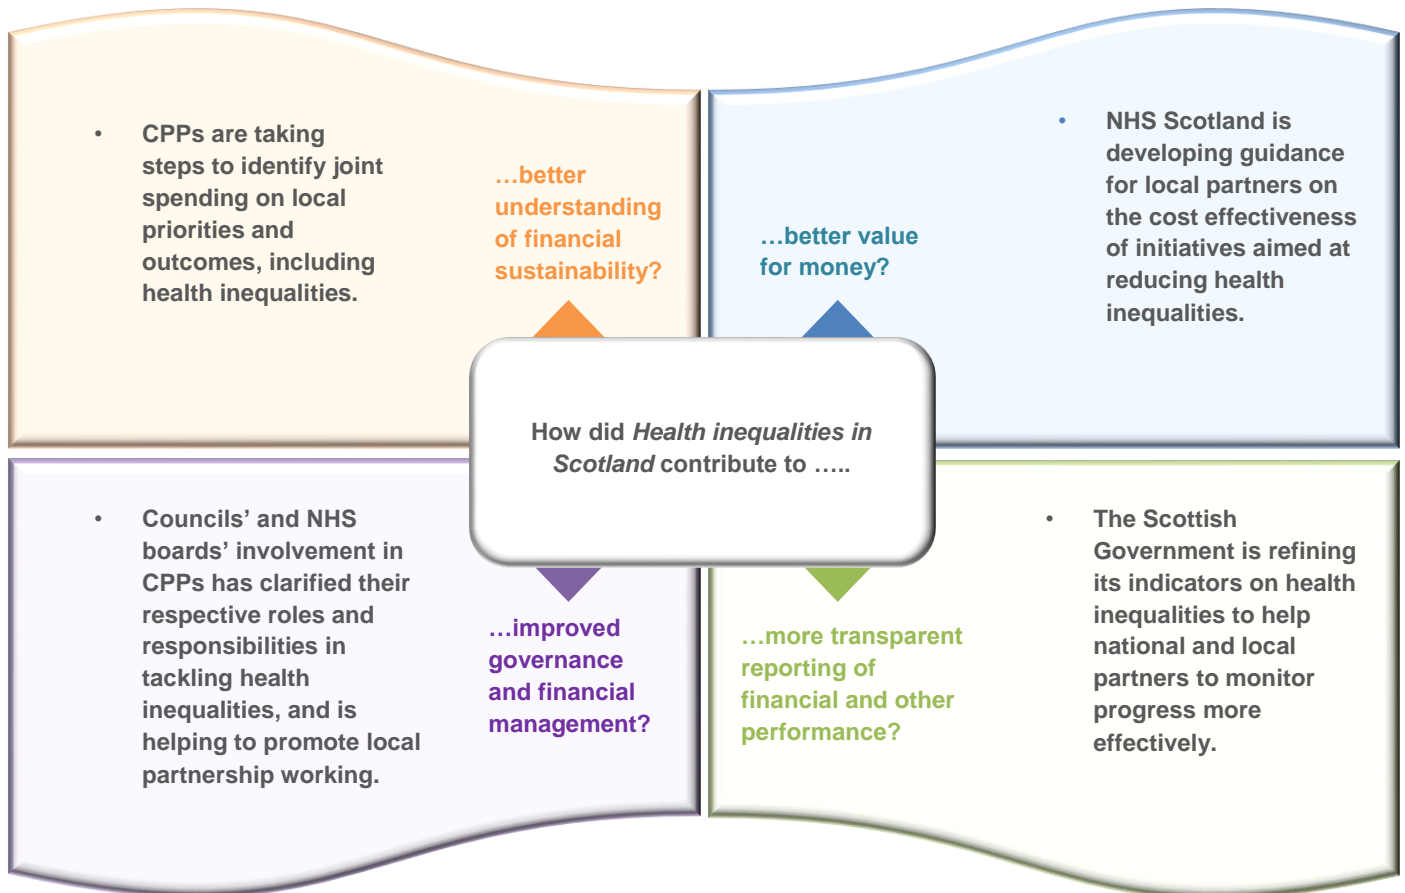 • CPPs are taking
steps to identify joint
spending on local
priorities and
outcomes, including
health inequalities.
…better
understanding
of financial
sustainability?
…better value
for money?
• NHS Scotland is
developing guidance
for local partners on
the cost effectiveness
of initiatives aimed at
reducing health
inequalities.
How did Health inequalities in
Scotland contribute to …..
• Councils’ and NHS
boards’ involvement in
CPPs has clarified their
respective roles and
responsibilities in
tackling health
inequalities, and is
helping to promote local
partnership working.
…improved
governance
and financial
management?
…more transparent
reporting of
financial and other
performance?
• The Scottish
Government is refining
its indicators on health
inequalities to help
national and local
partners to monitor
progress more
effectively.